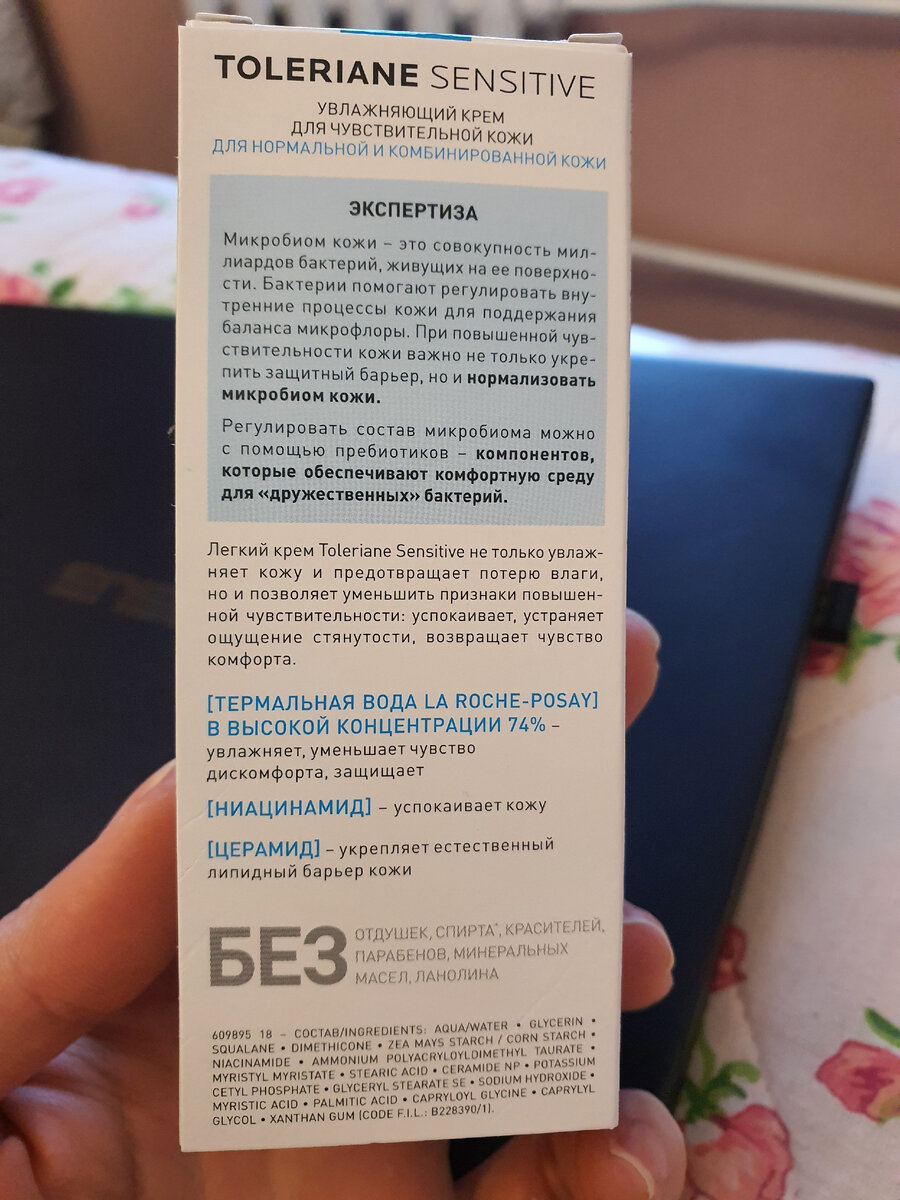 TOLERIANE SENSITIVE
УВЛАЖНЯЮЩИЙ КРЕМ
ДЛЯ ЧУВСТВИТЕЛЬНОЙ КОЖИ
ДЛЯ НОРМАЛЬНОЙ И КОМБИНИРОВАННОЙ КОЖИ
ЭКСПЕРТИЗА
Микробиом кожи – это совокупность мил-
лиардов бактерий, живущих на ее поверхно-
сти. Бактерии помогают регулировать вну-
тренние процессы кожи для поддержания
баланса микрофлоры. При повышенной чув-
ствительности кожи важно не только укре-
пить защитный барьер, но и нормализовать
микробиом кожи.
Регулировать состав микробиома можно
с помощью пребиотиков – компонентов,
которые обеспечивают комфортную среду
для «дружественных» бактерий.
Легкий крем Toleriane Sensitive не только увлаж-
няет кожу и предотвращает потерю влаги,
но и позволяет уменьшить признаки повышен-
ной чувствительности: успокаивает, устраняет
ощущение стянутости, возвращает чувство
комфорта.
[ТЕРМАЛЬНАЯ ВОДА LA ROCHE-POSAY]
В ВЫСОКОЙ КОНЦЕНТРАЦИИ 74% –
увлажняет, уменьшает чувство
дискомфорта, защищает
[НИАЦИНАМИД] – успокаивает кожу
[ЦЕРАМИД] – укрепляет естественный
липидный барьер кожи
БЕЗ ОТДУШЕК, СПИРТА*, КРАСИТЕЛЕЙ,
ПАРАБЕНОВ, МИНЕРАЛЬНЫХ
МАСЕЛ, ЛАНОЛИНА
609895 18 – СОСТАВ/INGREDIENTS: AQUA/WATER • GLYCERIN •
SQUALANE • DIMETHICONE • ZEA MAYS STARCH / CORN STARCH •
NIACINAMIDE • AMMONIUM POLYACRYLOYLDIMETHYL TAURATE •
MYRISTYL MYRISTATE • STEARIC ACID • CERAMIDE NP • POTASSIUM
CETYL PHOSPHATE • GLYCERYL STEARATE SE • SODIUM HYDROXIDE •
MYRISTIC ACID • PALMITIC ACID • CAPRYLOYL GLYCINE • CAPRYLYL
GLYCOL • XANTHAN GUM (CODE F.I.L.: B228390/1).
ASUS